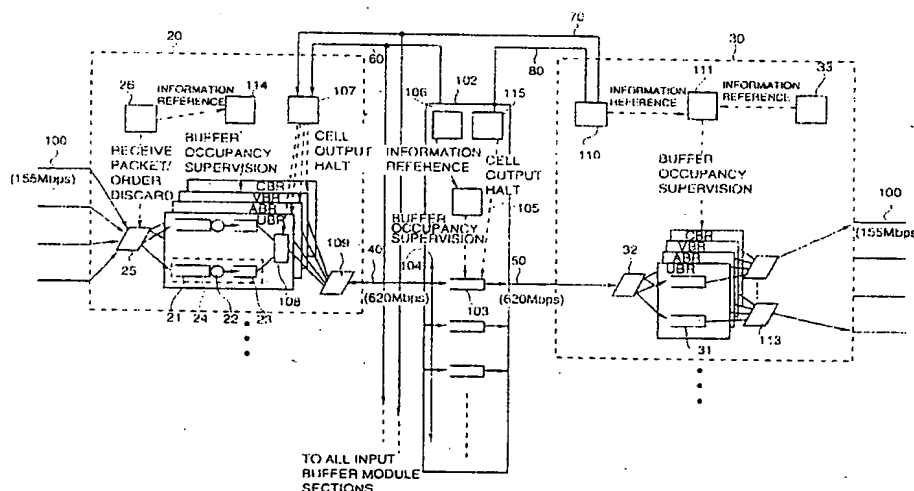 70
20
30
60
80
102
26
114
107
106
115
111
33
INFORMATION
REFERENCE
INFORMATION
REFERENCE
INFORMATION
REFERENCE
110
100
(155Mbps)
RECEIVE
PACKET/
ORDER
DISCARD
BUFFER
OCCUPANCY
SUPERVISION
CELL
OUTPUT
HALT
INFORMATION
REFERENCE
CELL
OUTPUT
HALT
BUFFER
OCCUPANCY
SUPERVISION
100
(155Mbps)
CBR
VBR
ABR
UBR
BUFFER
OCCUPANCY
SUPERVISION
105
104
CBR
VBR
ABR
UBR
25
109
40
(620Mbps)
50
(620Mbps)
32
103
108
21
24
22
23
31
113
TO ALL INPUT
BUFFER MODULE
SECTIONS